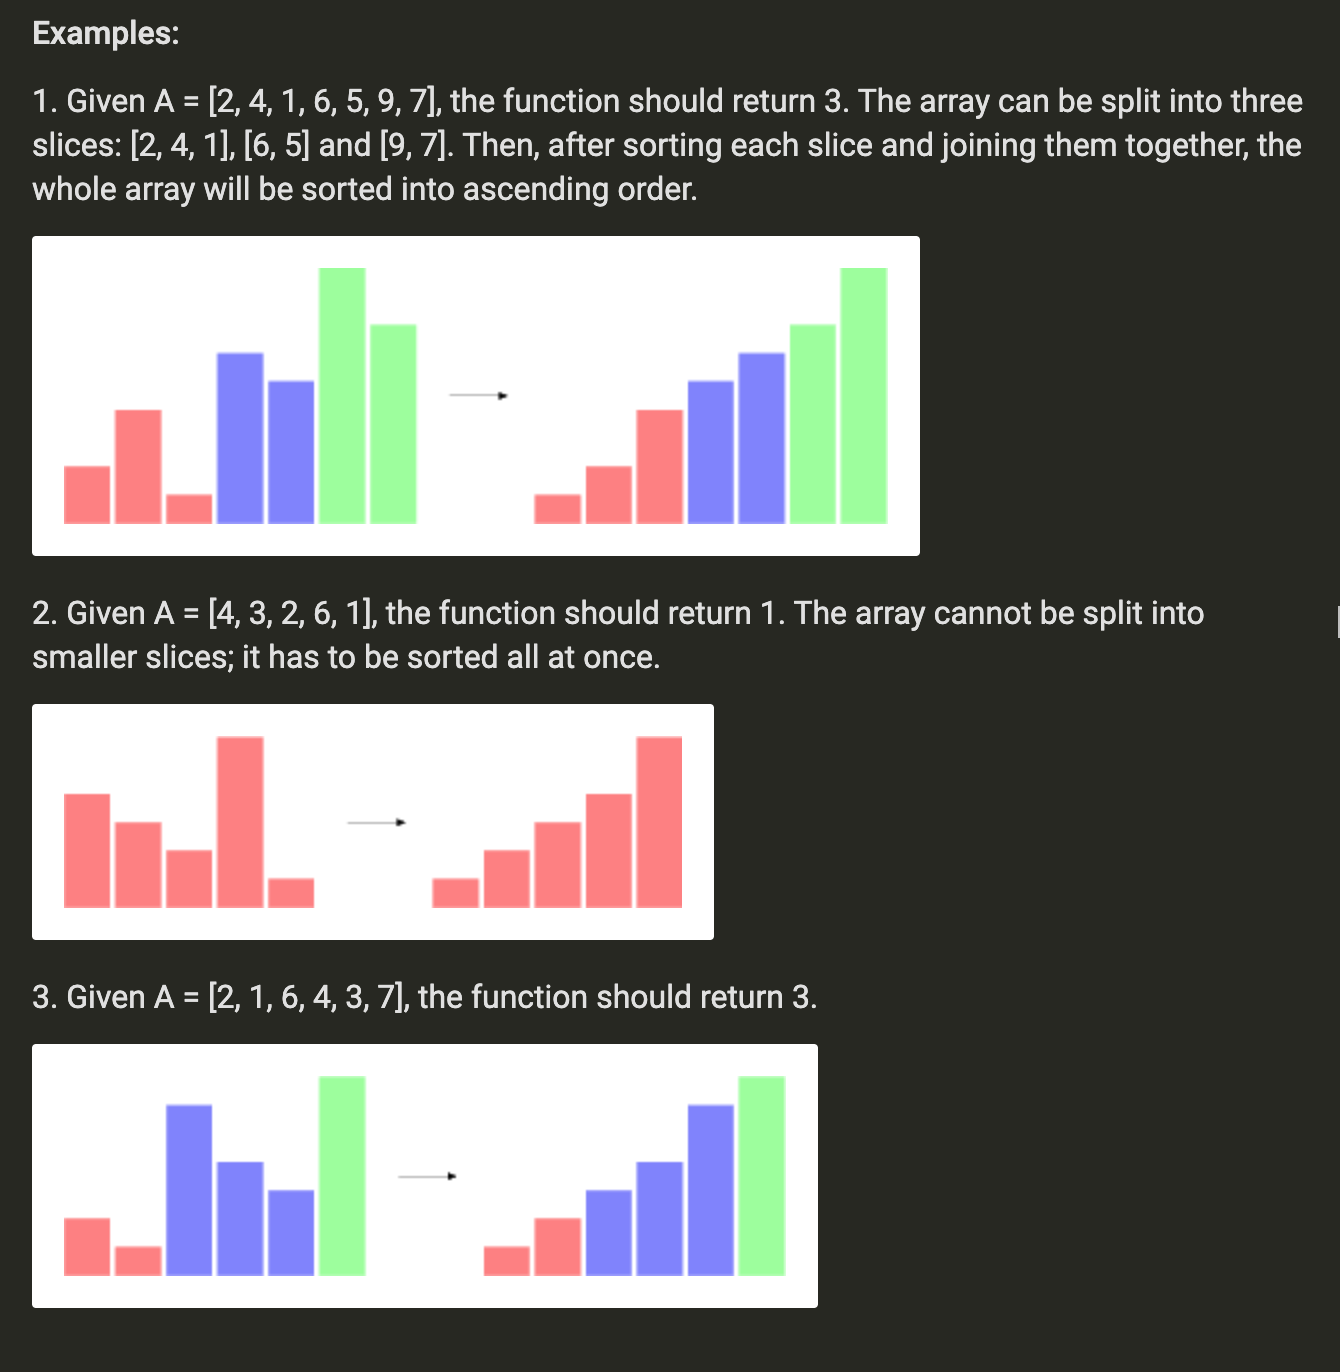 Examples:
1. Given A = [2, 4, 1, 6, 5, 9, 7], the function should return 3. The array can be split into three
slices: [2, 4, 1], [6, 5] and [9, 7]. Then, after sorting each slice and joining them together, the
whole array will be sorted into ascending order.
2. Given A = [4, 3, 2, 6, 1], the function should return 1. The array cannot be split into
smaller slices; it has to be sorted all at once.
3. Given A = [2, 1, 6, 4, 3, 7], the function should return 3.